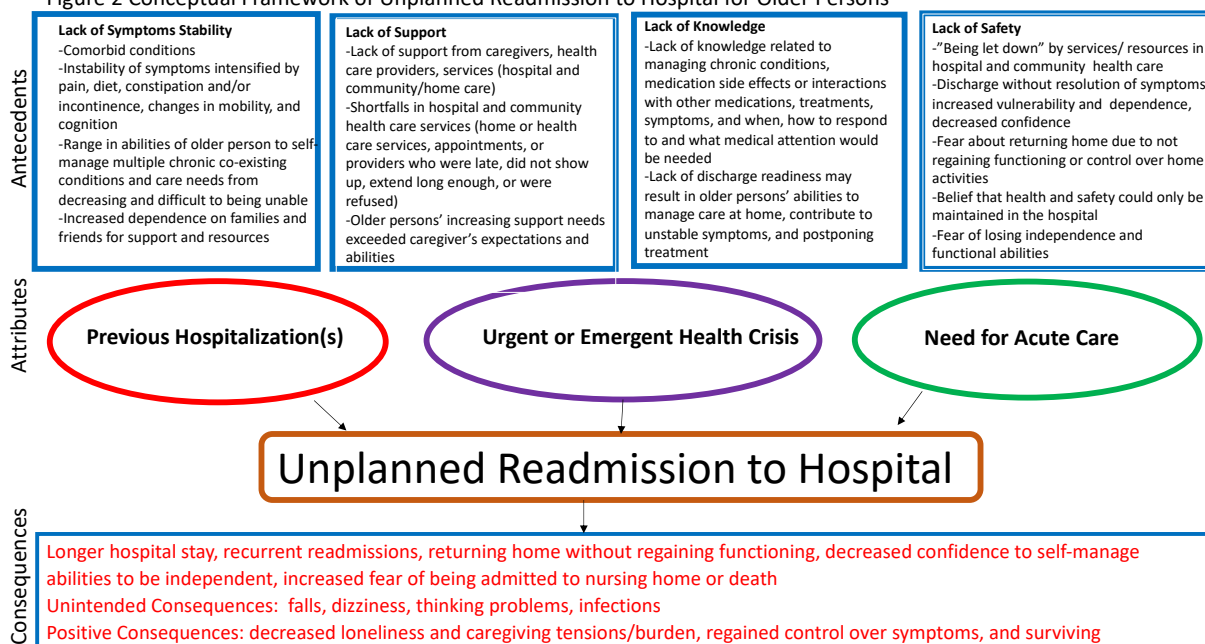 Figure 2 Conceptual Framework of Unplanned Readmission to Hospital for Older Persons
Antecedents
Lack of Symptoms Stability
-Comorbid conditions
-Instability of symptoms intensified by
pain, diet, constipation and/or
incontinence, changes in mobility, and
cognition
-Range in abilities of older person to self-
manage multiple chronic co-existing
conditions and care needs from
decreasing and difficult to being unable
-Increased dependence on families and
friends for support and resources
Lack of Support
-Lack of support from caregivers, health
care providers, services (hospital and
community/home care)
-Shortfalls in hospital and community
health care services (home or health
care services, appointments, or
providers who were late, did not show
up, extend long enough, or were
refused)
-Older persons' increasing support needs
exceeded caregiver's expectations and
abilities
Lack of Knowledge
-Lack of knowledge related to
managing chronic conditions,
medication side effects or interactions
with other medications, treatments,
symptoms, and when, how to respond
to and what medical attention would
be needed
-Lack of discharge readiness may
result in older persons' abilities to
manage care at home, contribute to
unstable symptoms, and postponing
treatment
Lack of Safety
-"Being let down" by services/ resources in
hospital and community health care
-Discharge without resolution of symptoms
increased vulnerability and dependence,
decreased confidence
-Fear about returning home due to not
regaining functioning or control over home
activities
-Belief that health and safety could only be
maintained in the hospital
-Fear of losing independence and
functional abilities
Attributes
Previous Hospitalization(s)
Urgent or Emergent Health Crisis
Need for Acute Care
Unplanned Readmission to Hospital
Consequences
Longer hospital stay, recurrent readmissions, returning home without regaining functioning, decreased confidence to self-manage
abilities to be independent, increased fear of being admitted to nursing home or death
Unintended Consequences: falls, dizziness, thinking problems, infections
Positive Consequences: decreased loneliness and caregiving tensions/burden, regained control over symptoms, and surviving